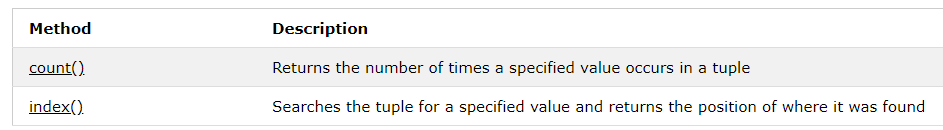 Method Description
count() Returns the number of times a specified value occurs in a tuple
index() Searches the tuple for a specified value and returns the position of where it was found